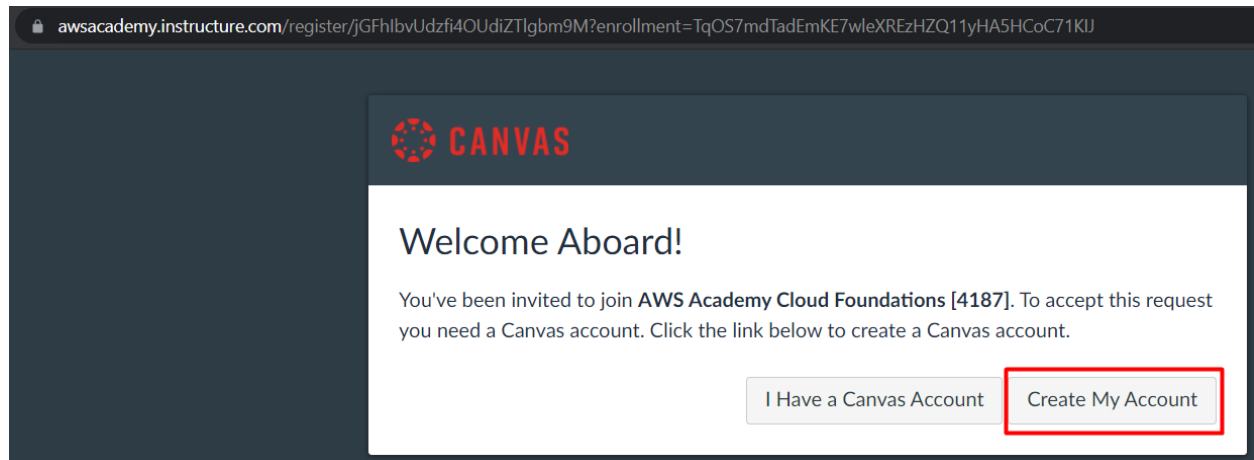 awsacademy.instructure.com/register/jGFhIbvUdzfi4OUdiZTlgbm9M?enrollment=TqOS7mdTadEmKE7wleXREzHZQ11yHA5HCoC71KIJ
CANVAS
Welcome Aboard!
You've been invited to join AWS Academy Cloud Foundations [4187]. To accept this request
you need a Canvas account. Click the link below to create a Canvas account.
I Have a Canvas Account
Create My Account